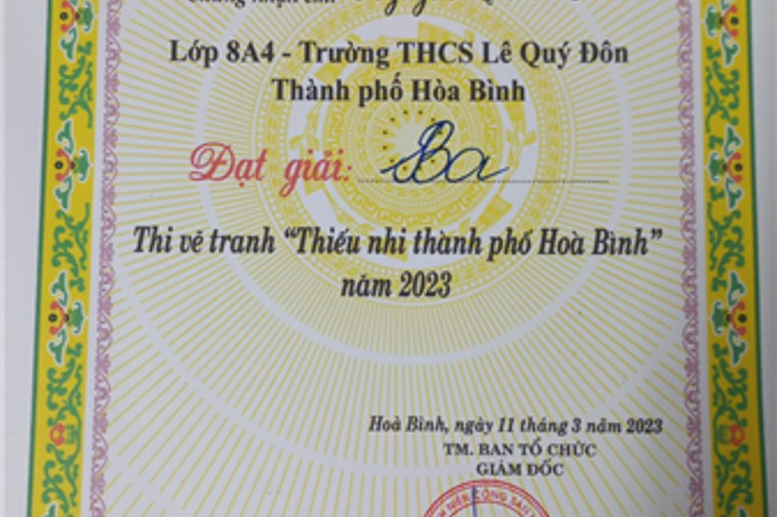 Lớp 8A4 - Trường THCS Lê Quý Đôn
Thành phố Hòa Bình
Đạt giải: Ba
Thi vẽ tranh “Thiếu nhi thành phố Hoà Bình”
năm 2023
Hoà Bình, ngày 11 tháng 3 năm 2023
TM. BAN TỔ CHỨC
GIÁM ĐỐC